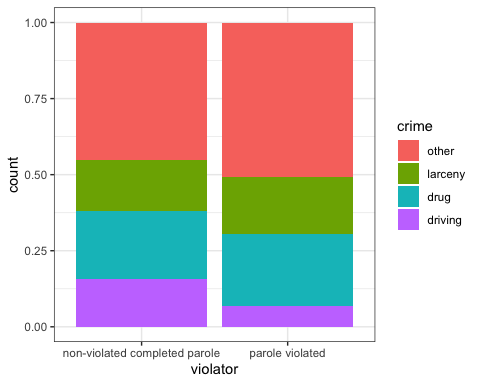 1.00
0.75
0.50
0.25
0.00
count
non-violated completed parole
parole violated
violator
crime
other
larceny
drug
driving